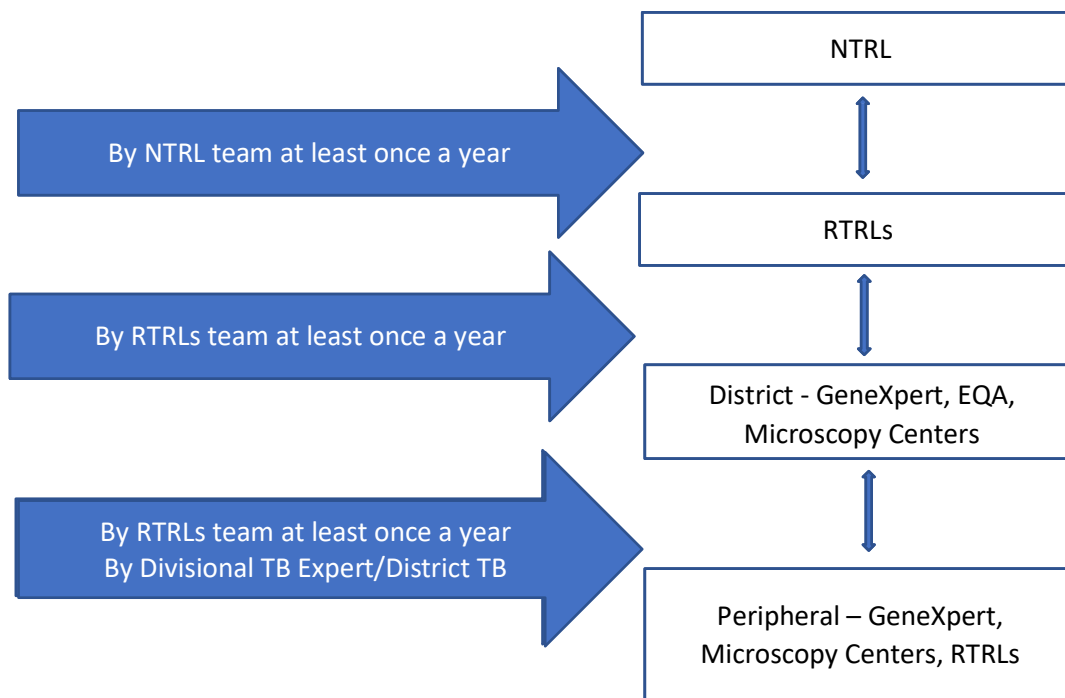 NTRL
By NTRL team at least once a year
RTRLs
By RTRLs team at least once a year
District - GeneXpert, EQA,
Microscopy Centers
By RTRLs team at least once a year
By Divisional TB Expert/District TB
Peripheral – GeneXpert,
Microscopy Centers, RTRLs